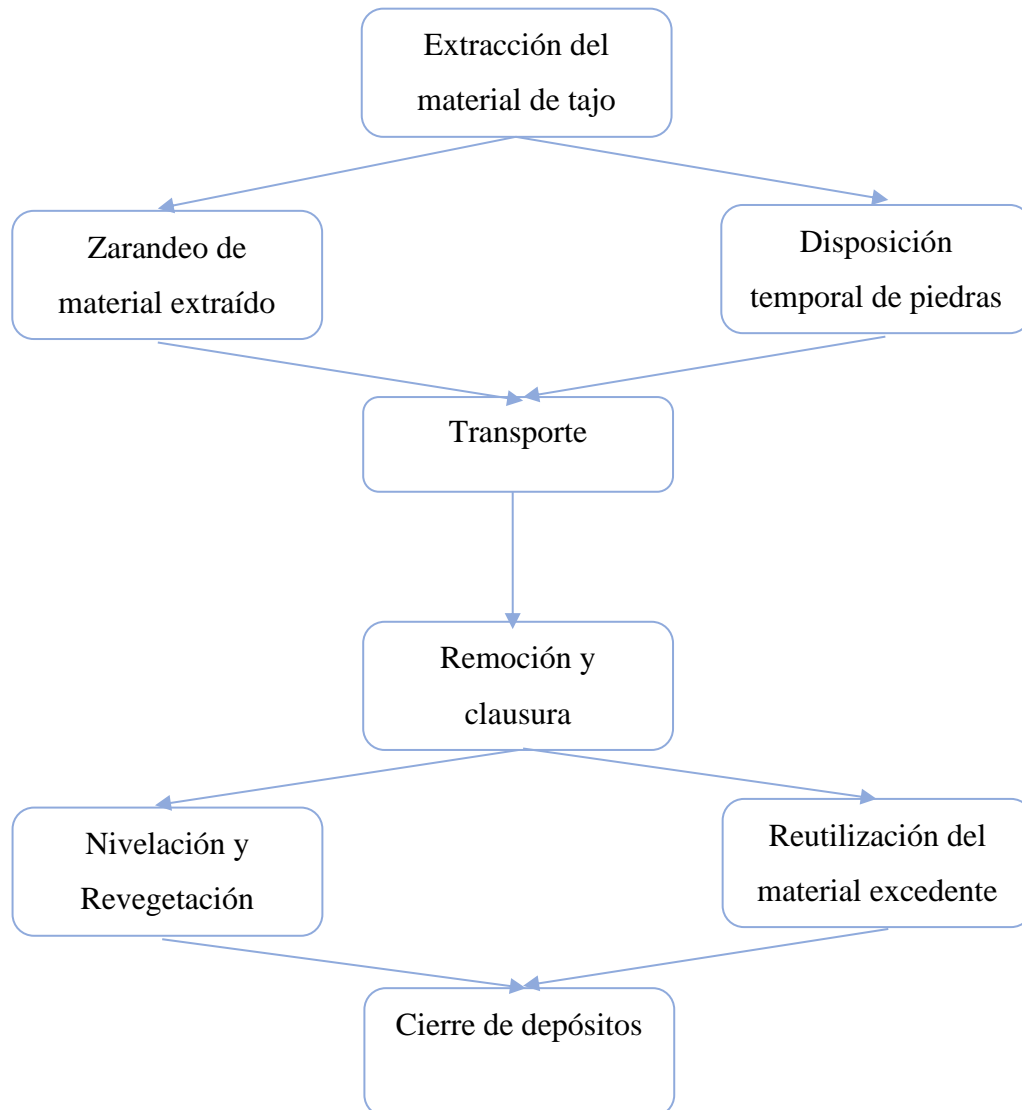 Extracción del
material de tajo
Zarandeo de
material extraído
Disposición
temporal de piedras
Transporte
Remoción y
clausura
Nivelación y
Revegetación
Reutilización del
material excedente
Cierre de depósitos